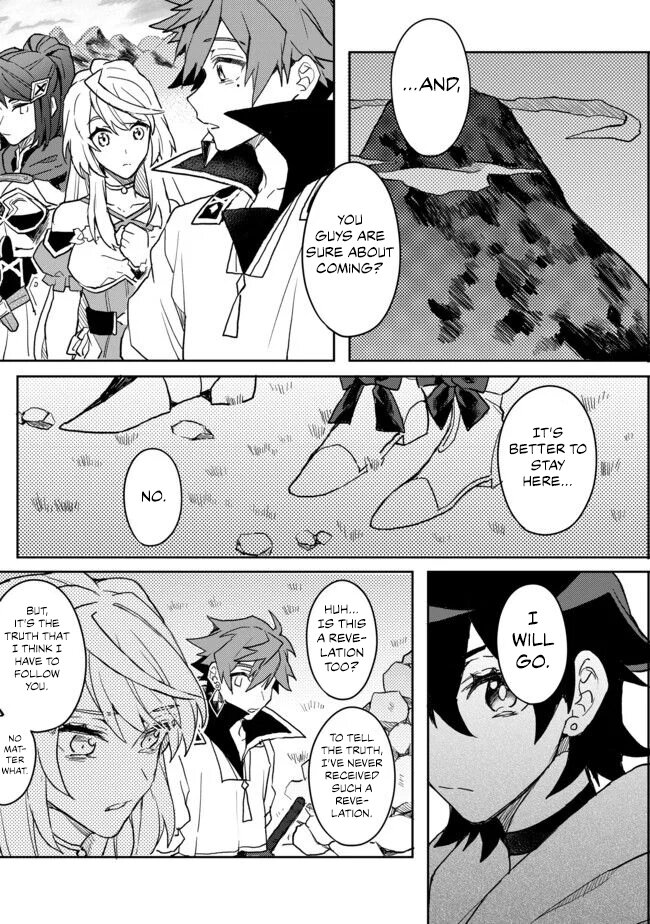 ...AND,
YOU
GUYS ARE
SURE ABOUT
COMING?
IT'S
BETTER TO
STAY
HERE...
NO.
I
WILL
GO.
HUH...
IS THIS
A REVE-
LATION
TOO?
TO TELL
THE TRUTH,
I'VE NEVER
RECEIVED
SUCH A
REVE-
LATION.
BUT,
IT'S THE
TRUTH THAT
I THINK I
HAVE TO
FOLLOW
YOU.
NO
MAT-
TER
WHAT.